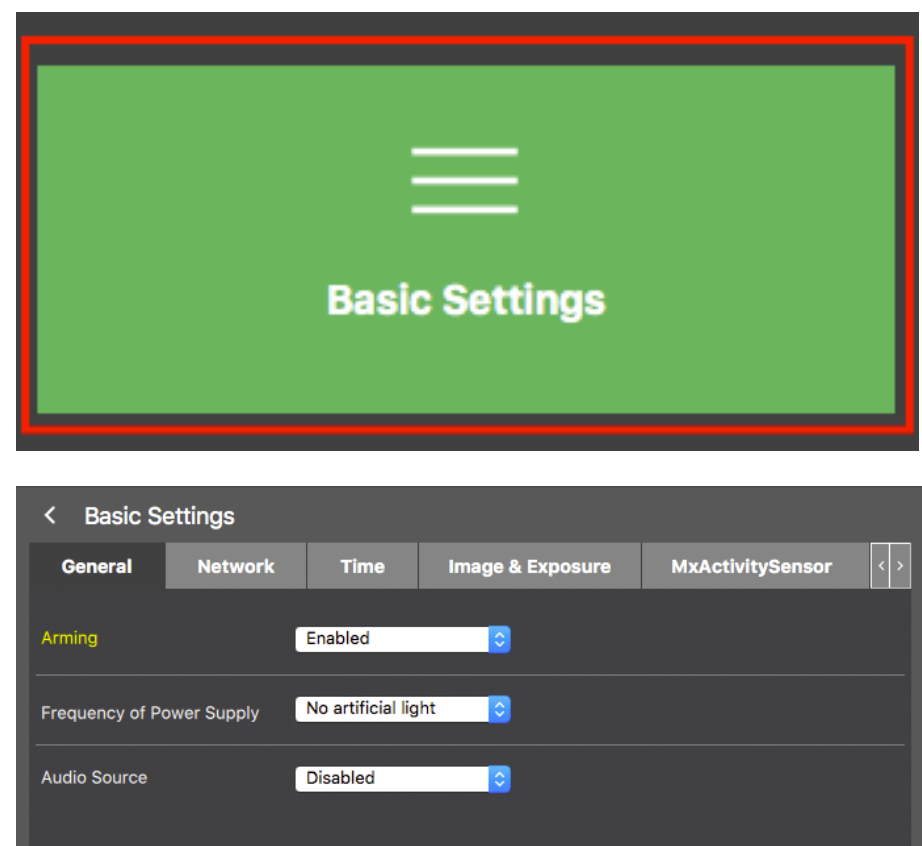 Basic Settings
< Basic Settings
General Network Time Image & Exposure MxActivitySensor < >
Arming Enabled
Frequency of Power Supply No artificial light
Audio Source Disabled